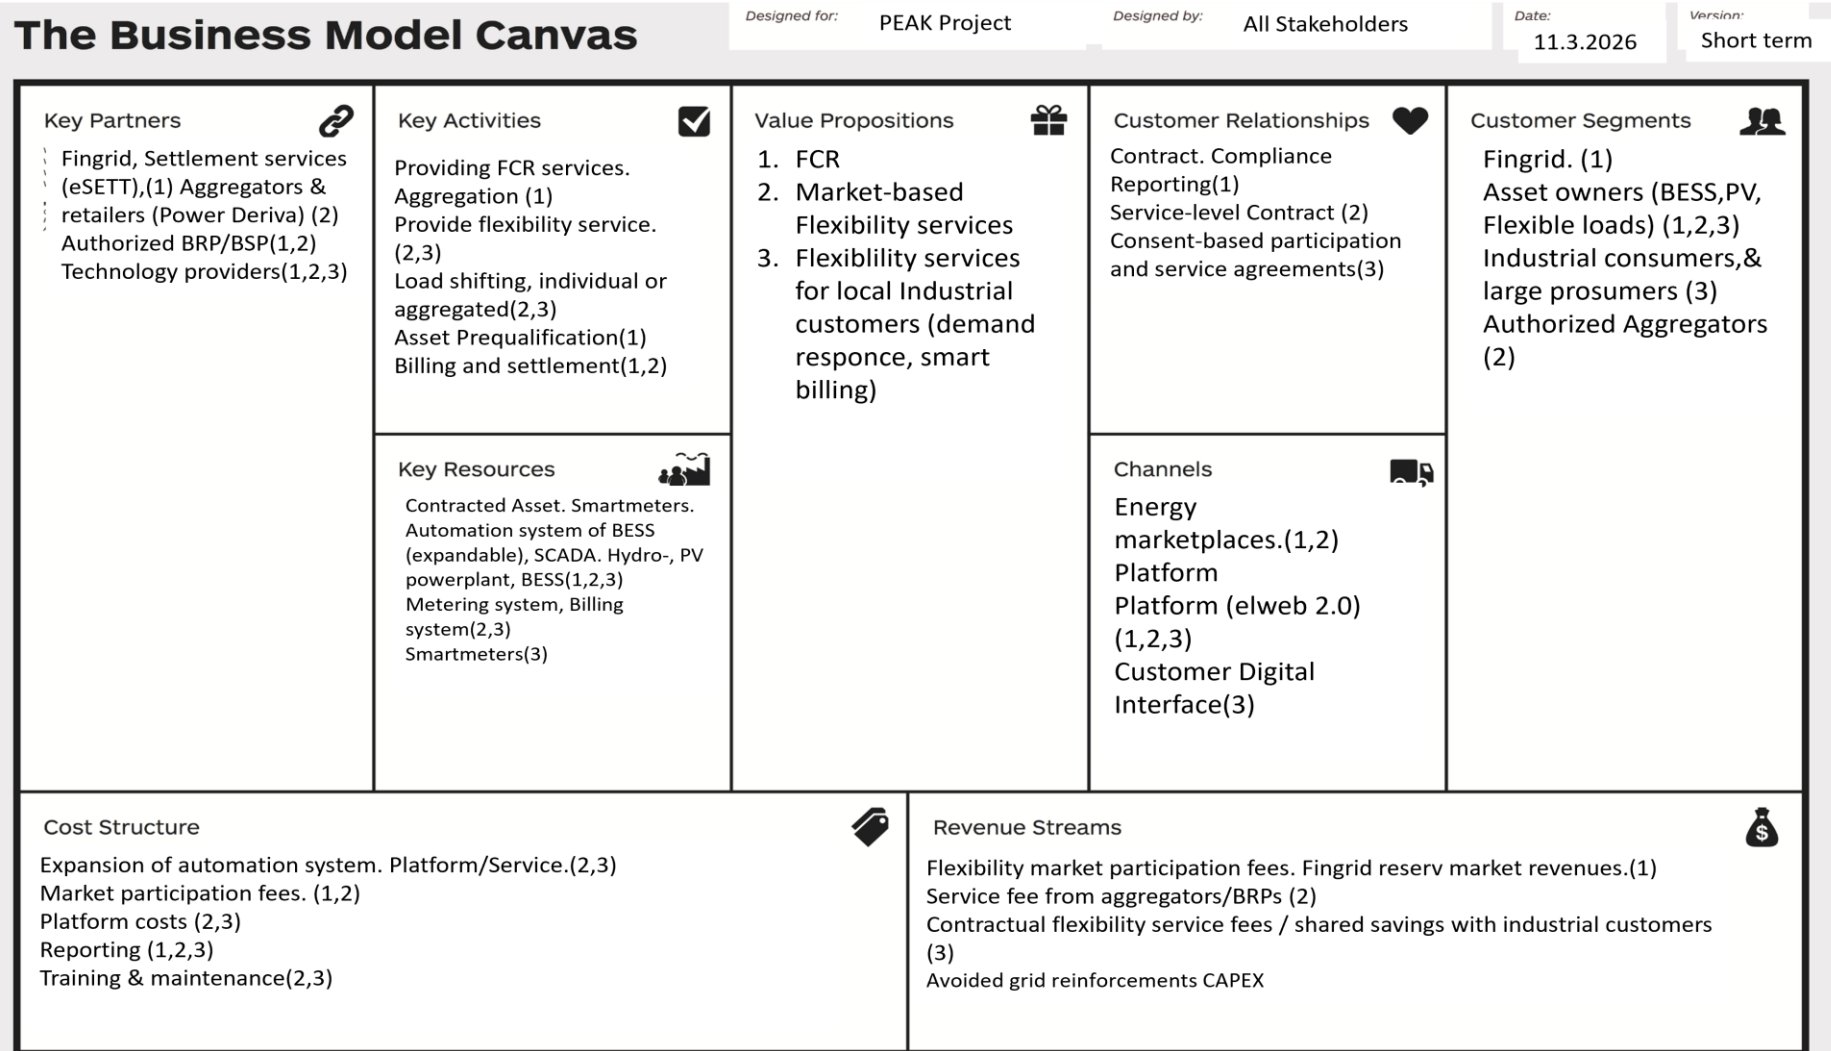 The Business Model Canvas
Designed for:
PEAK Project
Designed by:
All Stakeholders
Date:
11.3.2026
Version:
Short term
Key Partners
Fingrid, Settlement services
(eSETT),(1) Aggregators &
retailers (Power Deriva) (2)
Authorized BRP/BSP(1,2)
Technology providers(1,2,3)
Key Activities
Providing FCR services.
Aggregation (1)
Provide flexibility service.
(2,3)
Load shifting, individual or
aggregated(2,3)
Asset Prequalification(1)
Billing and settlement(1,2)
Key Resources
Contracted Asset. Smartmeters.
Automation system of BESS
(expandable), SCADA. Hydro-, PV
powerplant, BESS(1,2,3)
Metering system, Billing
system(2,3)
Smartmeters(3)
Value Propositions
1. FCR
2. Market-based
Flexibility services
3. Flexiblility services
for local Industrial
customers (demand
responce, smart
billing)
Customer Relationships
Contract. Compliance
Reporting(1)
Service-level Contract (2)
Consent-based participation
and service agreements(3)
Channels
Energy
marketplaces.(1,2)
Platform
Platform (elweb 2.0)
(1,2,3)
Customer Digital
Interface(3)
Customer Segments
Fingrid. (1)
Asset owners (BESS,PV,
Flexible loads) (1,2,3)
Industrial consumers,&
large prosumers (3)
Authorized Aggregators
(2)
Cost Structure
Expansion of automation system. Platform/Service.(2,3)
Market participation fees. (1,2)
Platform costs (2,3)
Reporting (1,2,3)
Training & maintenance(2,3)
Revenue Streams
$
Flexibility market participation fees. Fingrid reserv market revenues.(1)
Service fee from aggregators/BRPs (2)
Contractual flexibility service fees / shared savings with industrial customers
(3)
Avoided grid reinforcements CAPEX